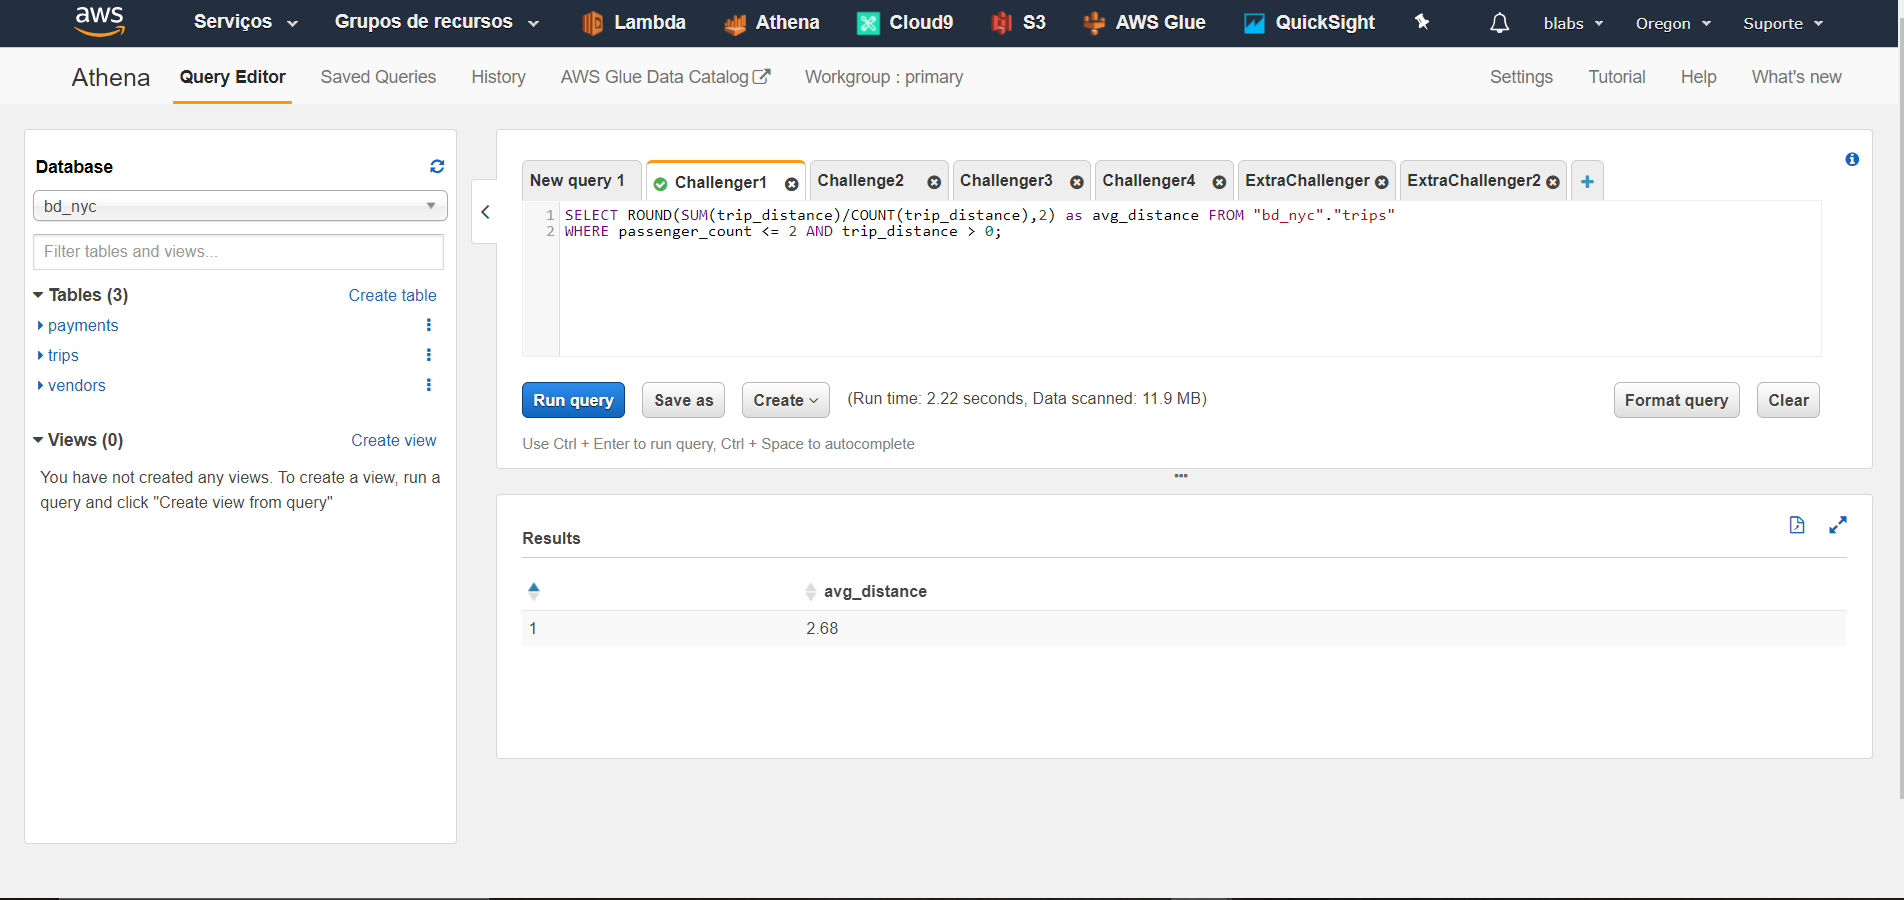 aws Serviços Grupos de recursos Lambda Athena Cloud9 S3 AWS Glue QuickSight blabs Oregon Suporte
Athena Query Editor Saved Queries History AWS Glue Data Catalog Workgroup : primary Settings Tutorial Help What's new
Database
bd_nyc
Filter tables and views...
Tables (3) Create table
payments
trips
vendors
Views (0) Create view
You have not created any views. To create a view, run a
query and click "Create view from query"
New query 1 Challenger1 Challenge2 Challenger3 Challenger4 ExtraChallenger ExtraChallenger2
1 SELECT ROUND(SUM(trip_distance)/COUNT(trip_distance),2) as avg_distance FROM "bd_nyc"."trips"
2 WHERE passenger_count <= 2 AND trip_distance > 0;
Run query Save as Create (Run time: 2.22 seconds, Data scanned: 11.9 MB) Format query Clear
Use Ctrl + Enter to run query, Ctrl + Space to autocomplete
Results
avg_distance
1 2.68